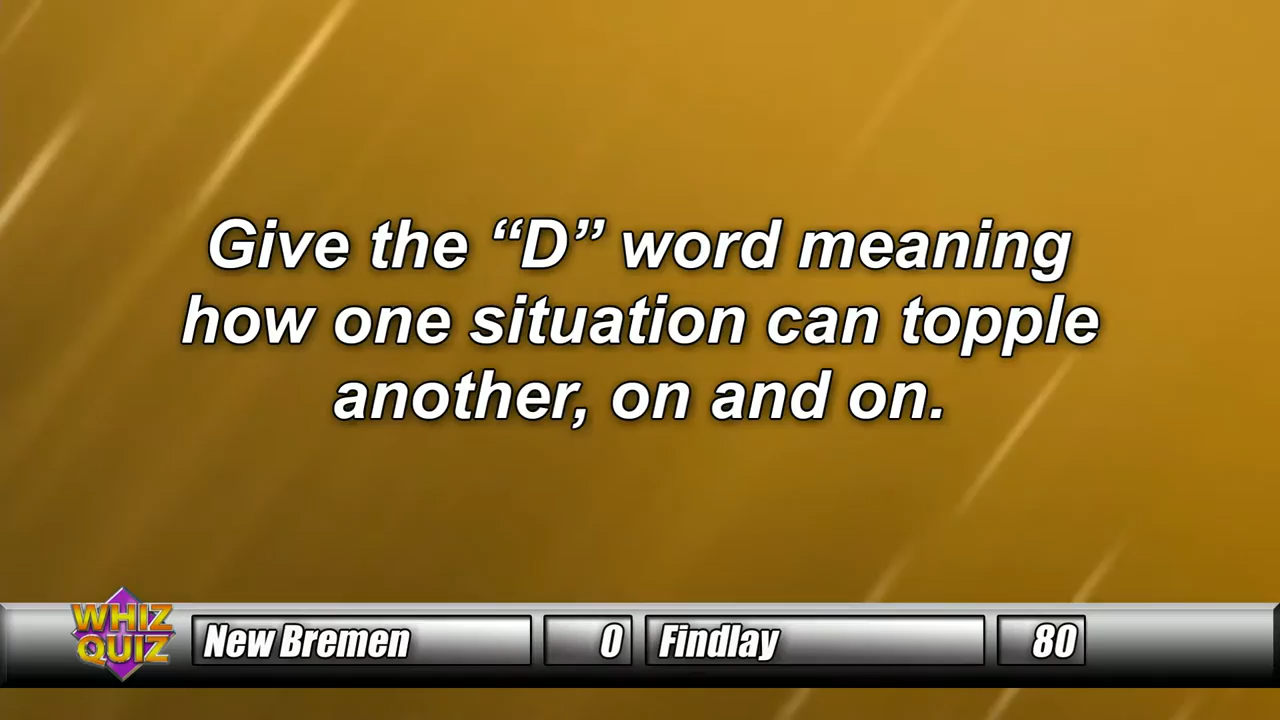 Give the “D” word meaning
how one situation can topple
another, on and on.
WHIZ
QUIZ
New Bremen 0 Findlay 80